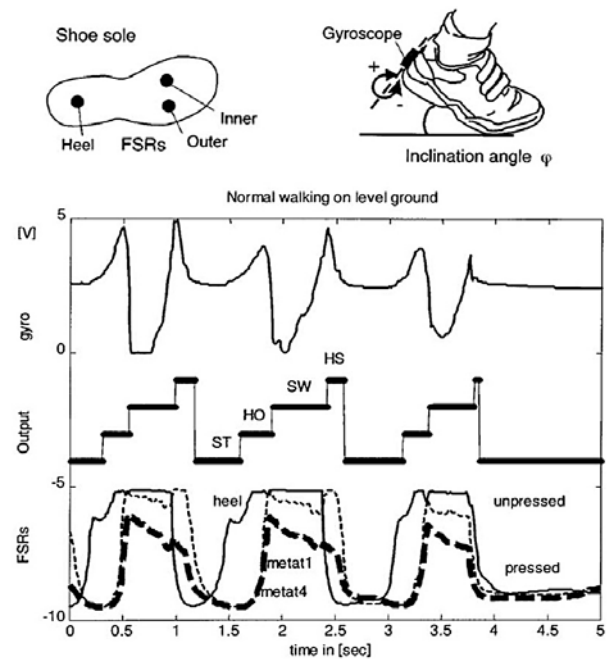 Shoe sole
Gyroscope
+
-
Inner
Heel FSRs Outer
Inclination angle φ
Normal walking on level ground
[V]
5
gyro
0
HS
SW
HO
ST
Output
-5
heel
unpressed
FSRs
metat1
pressed
metat4
-10
0 0.5 1 1.5 2 2.5 3 3.5 4 4.5 5
time in [sec]